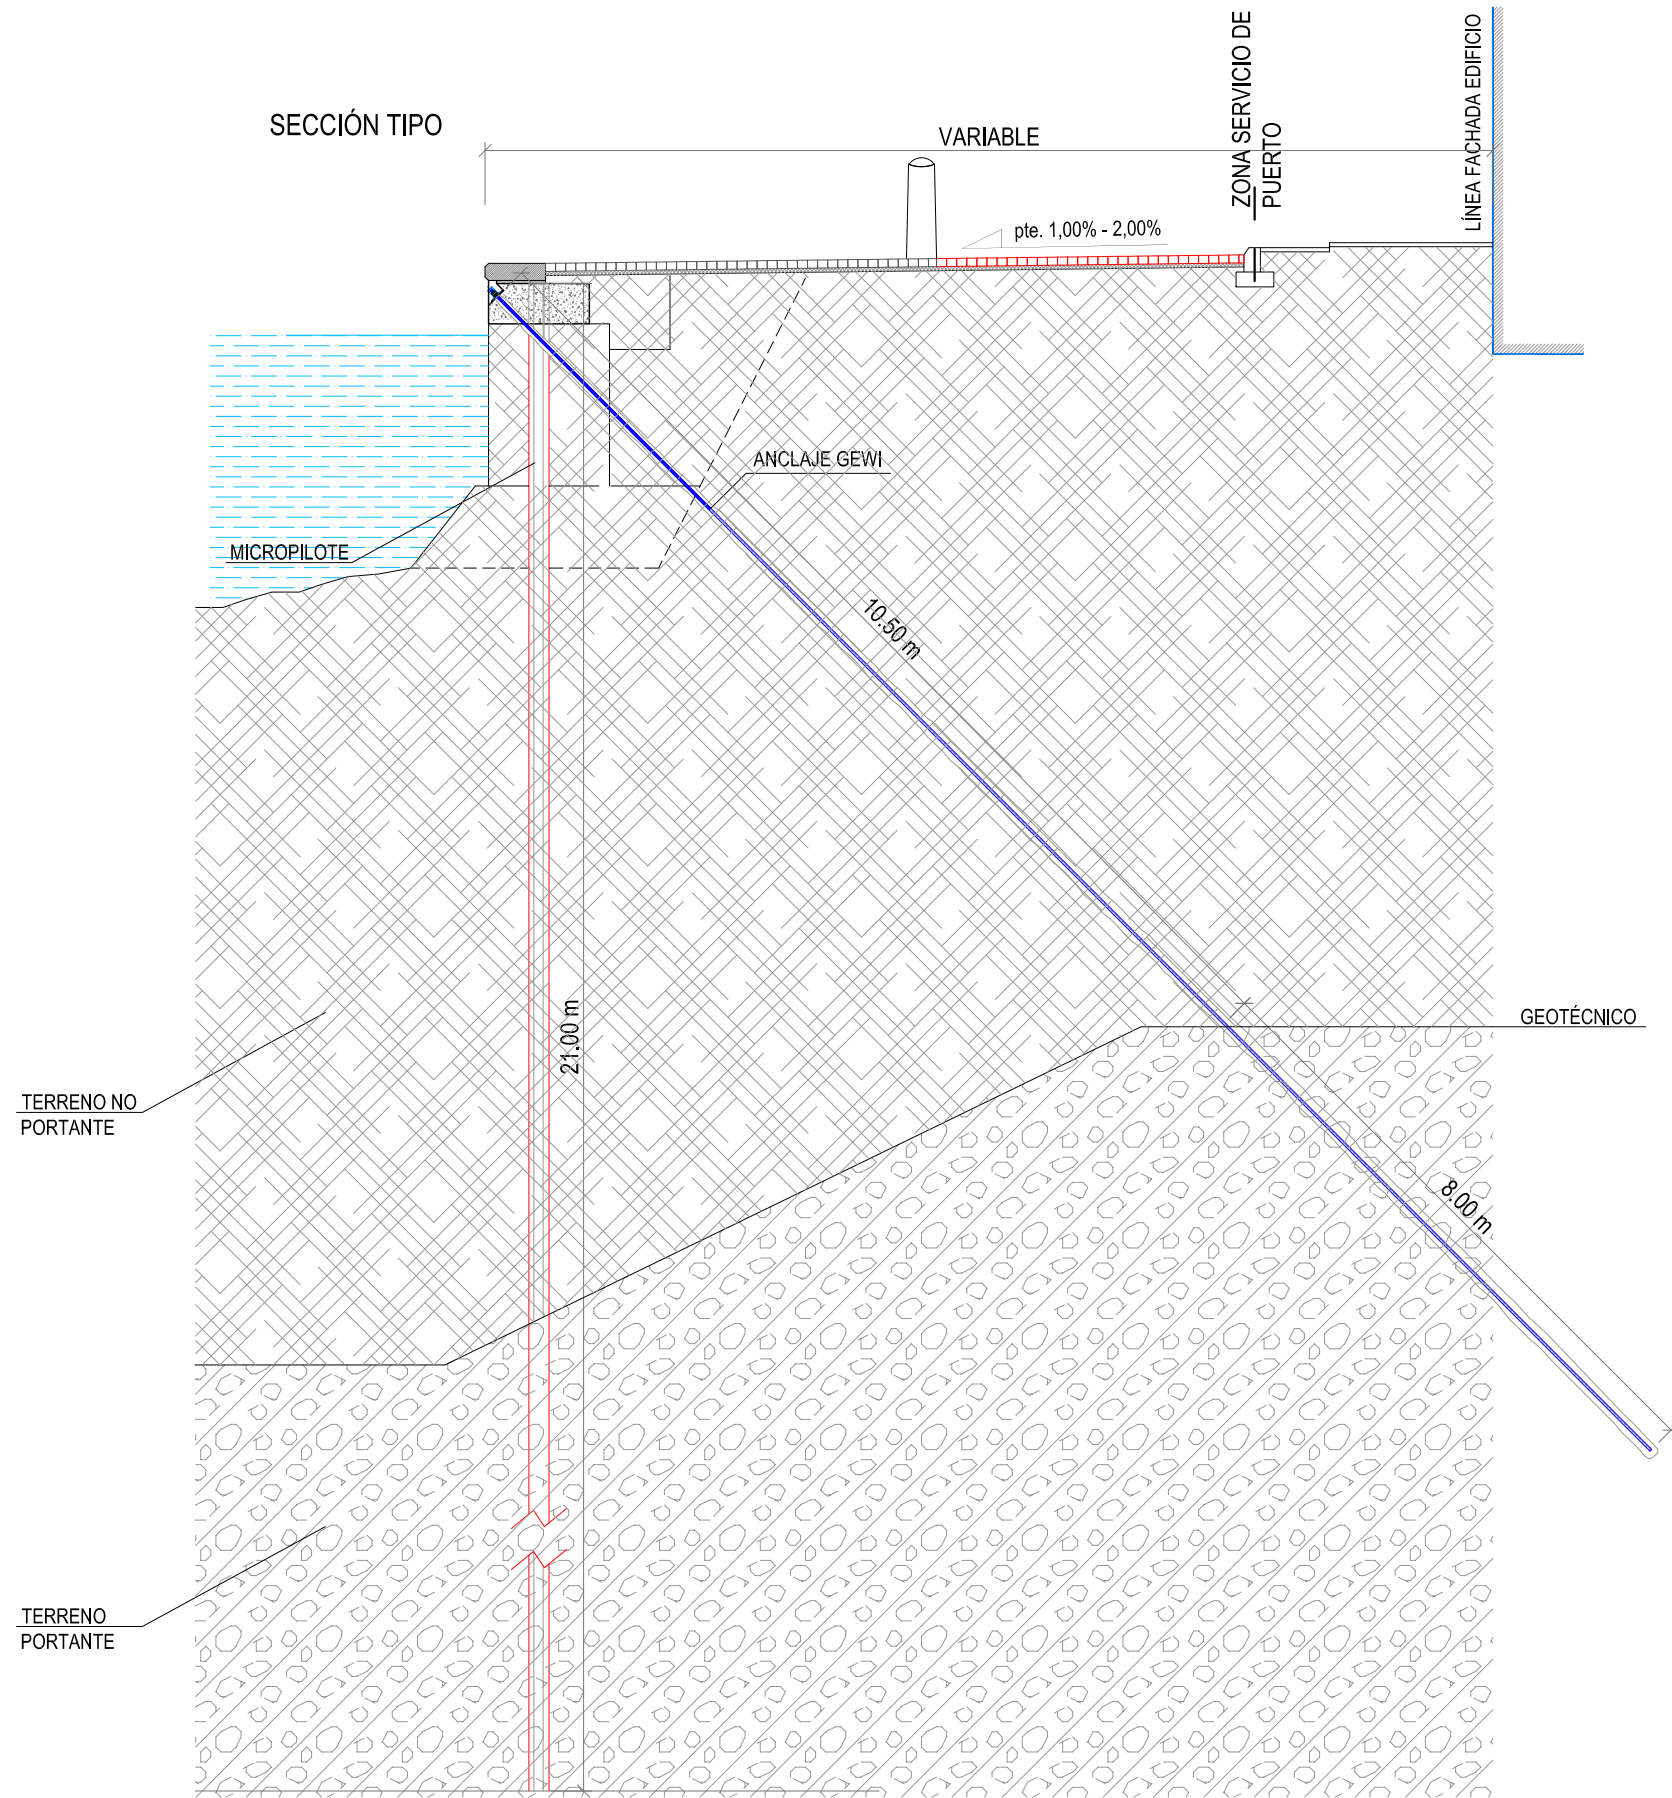 SECCIÓN TIPO
VARIABLE
ZONA SERVICIO DE
PUERTO
LÍNEA FACHADA EDIFICIO
pte. 1,00% - 2,00%
ANCLAJE GEWI
MICROPILOTE
10.50 m
21.00 m
GEOTÉCNICO
TERRENO NO
PORTANTE
8.00 m
TERRENO
PORTANTE